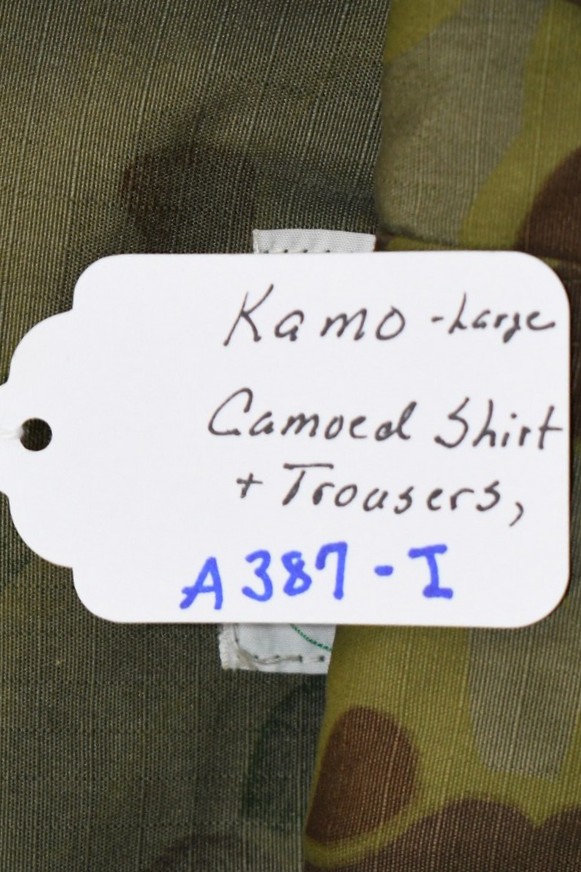 Kamo - Large
Camoed Shirt
+ Trousers,
A387-I